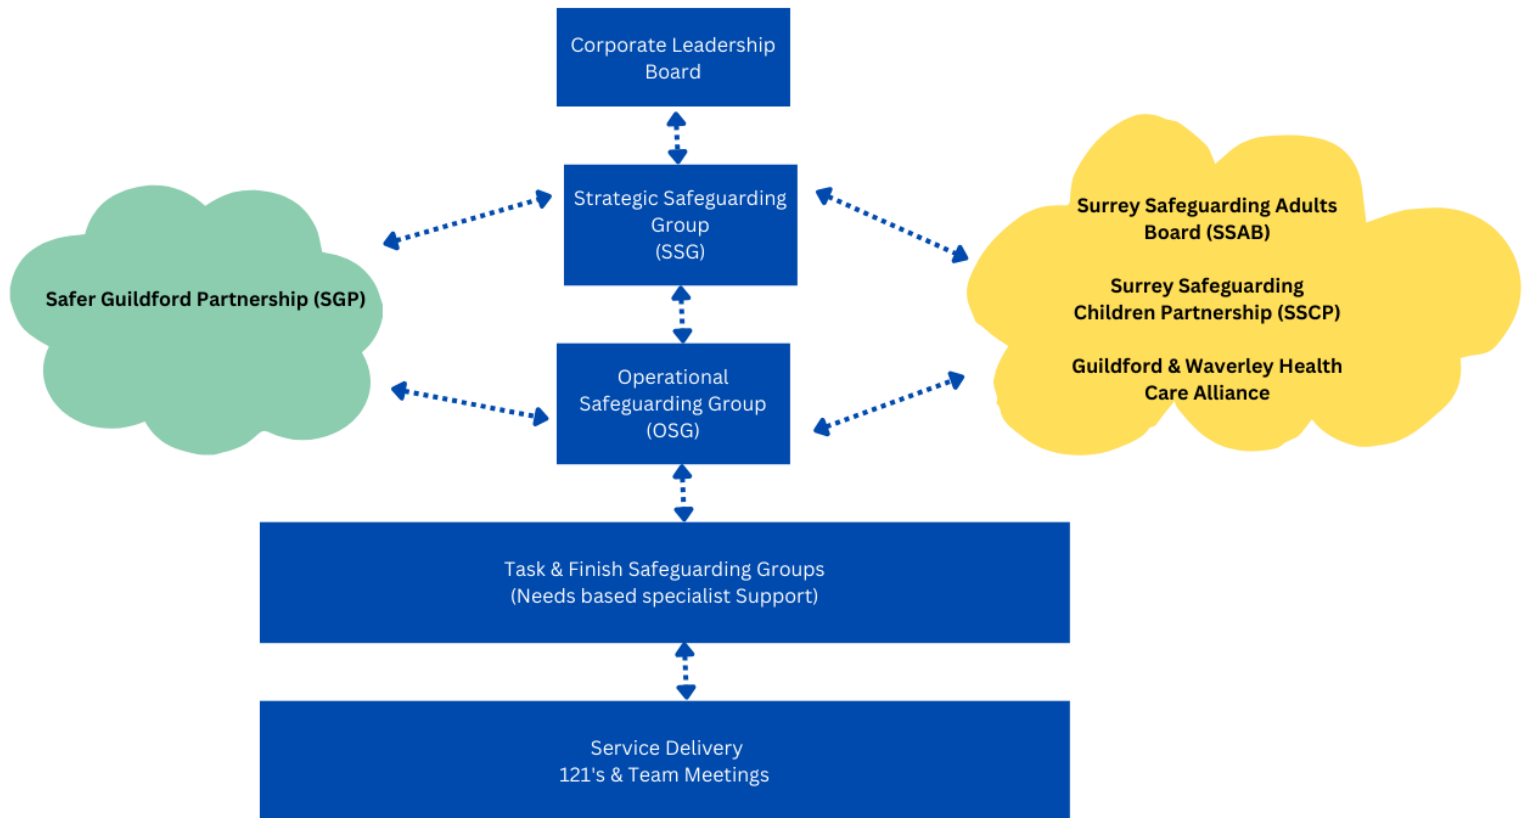 Corporate Leadership
Board
Strategic Safeguarding
Group
(SSG)
Safer Guildford Partnership (SGP)
Surrey Safeguarding Adults
Board (SSAB)
Surrey Safeguarding
Children Partnership (SSCP)
Guildford & Waverley Health
Care Alliance
Operational
Safeguarding Group
(OSG)
Task & Finish Safeguarding Groups
(Needs based specialist Support)
Service Delivery
121's & Team Meetings